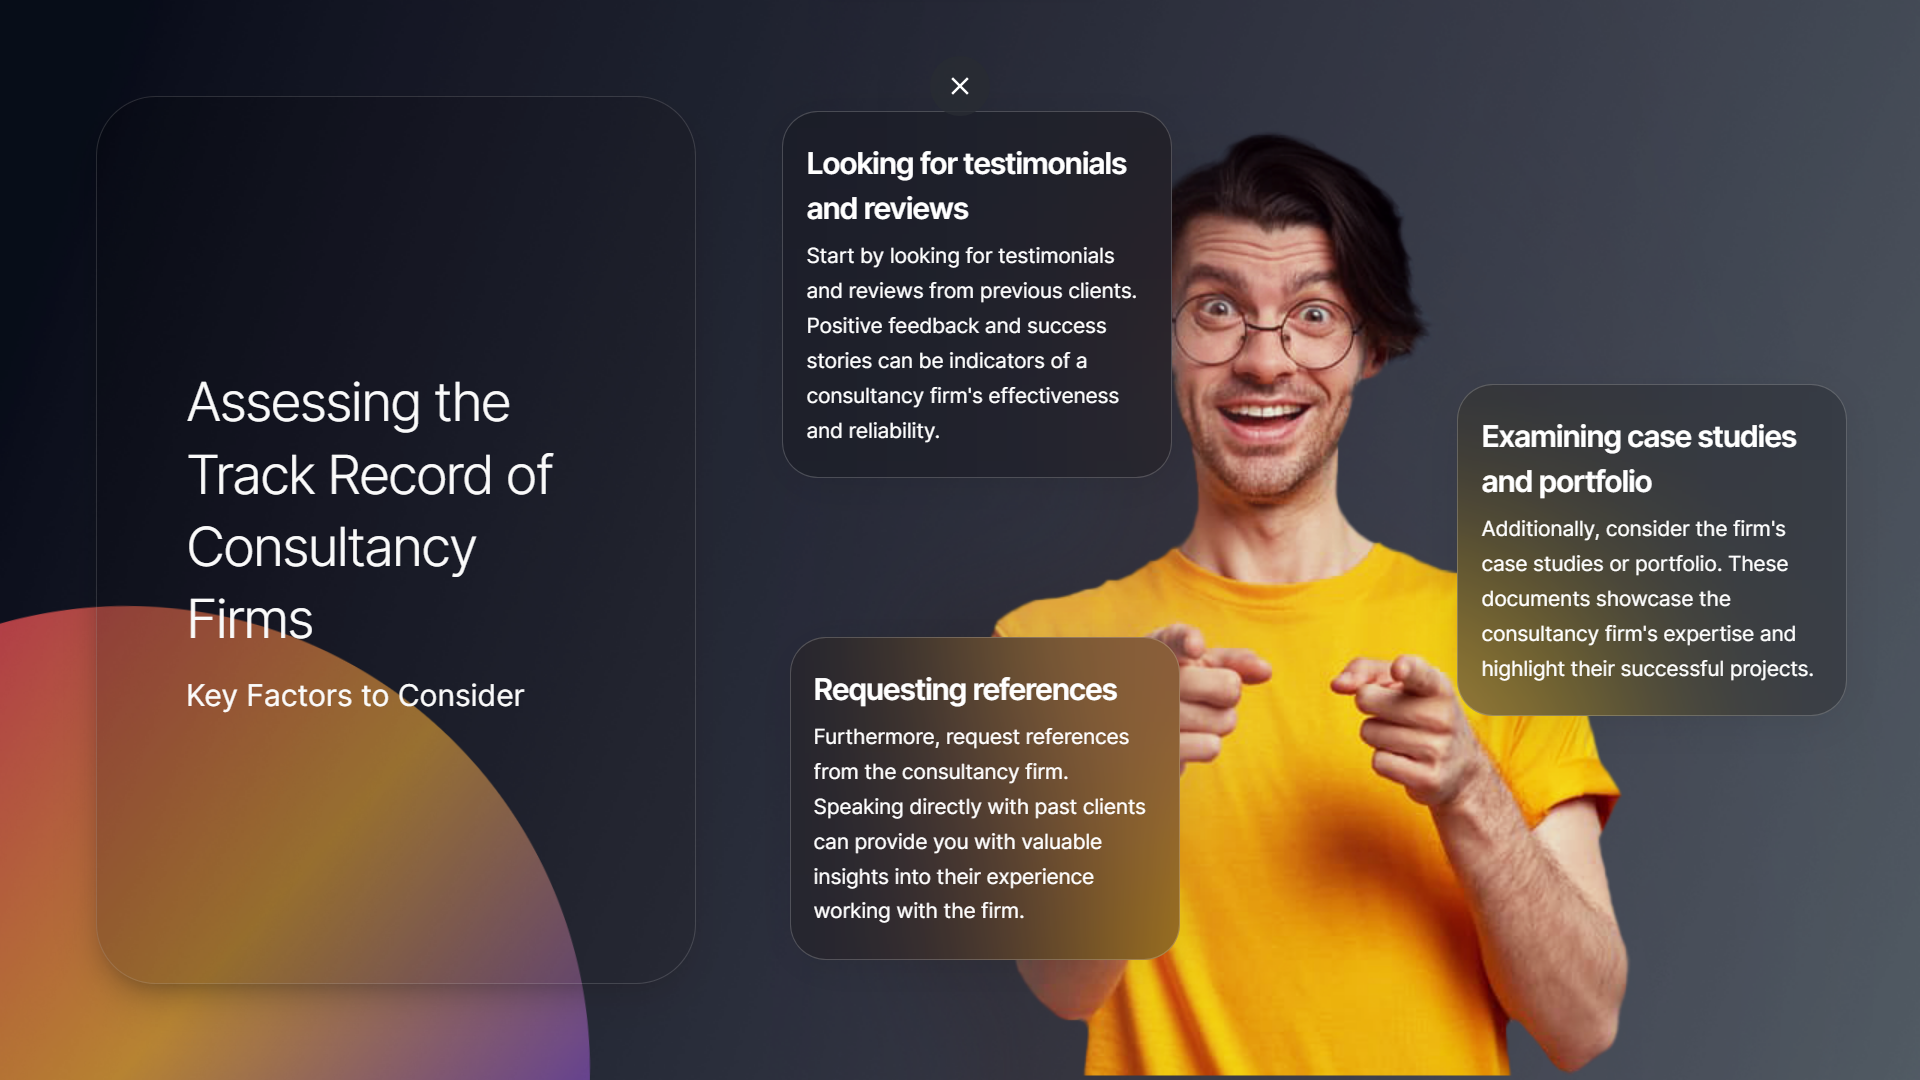 Assessing the
Track Record of
Consultancy
Firms
Key Factors to Consider
Looking for testimonials
and reviews
Start by looking for testimonials
and reviews from previous clients.
Positive feedback and success
stories can be indicators of a
consultancy firm's effectiveness
and reliability.
Examining case studies
and portfolio
Additionally, consider the firm's
case studies or portfolio. These
documents showcase the
consultancy firm's expertise and
highlight their successful projects.
Requesting references
Furthermore, request references
from the consultancy firm.
Speaking directly with past clients
can provide you with valuable
insights into their experience
working with the firm.